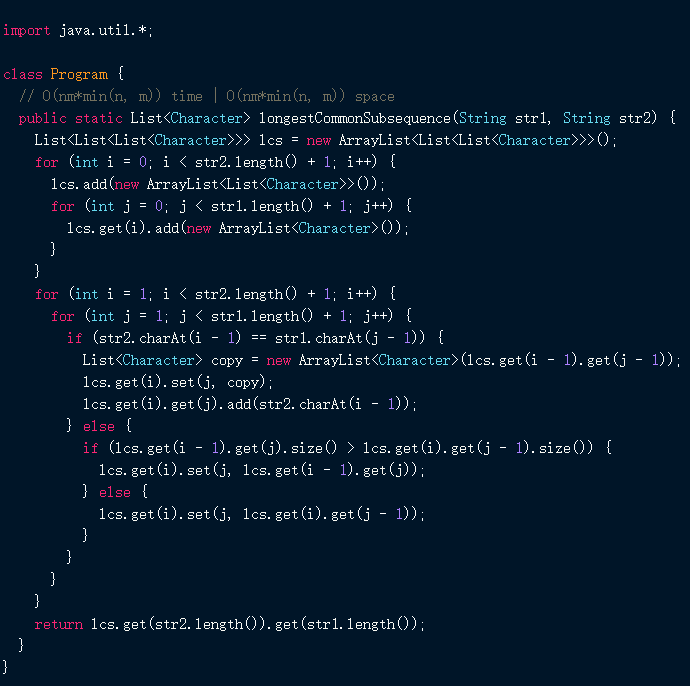 import java.util.*;
class Program {
// O(nm*min(n, m)) time | O(nm*min(n, m)) space
public static List<Character> longestCommonSubsequence(String str1, String str2) {
List<List<List<Character>>> lcs = new ArrayList<List<List<Character>>>();
for (int i = 0; i < str2.length() + 1; i++) {
lcs.add(new ArrayList<List<Character>>());
for (int j = 0; j < str1.length() + 1; j++) {
lcs.get(i).add(new ArrayList<Character>());
}
}
for (int i = 1; i < str2.length() + 1; i++) {
for (int j = 1; j < str1.length() + 1; j++) {
if (str2.charAt(i - 1) == str1.charAt(j - 1)) {
List<Character> copy = new ArrayList<Character>(lcs.get(i - 1).get(j - 1));
lcs.get(i).set(j, copy);
lcs.get(i).get(j).add(str2.charAt(i - 1));
} else {
if (lcs.get(i - 1).get(j).size() > lcs.get(i).get(j - 1).size()) {
lcs.get(i).set(j, lcs.get(i - 1).get(j));
} else {
lcs.get(i).set(j, lcs.get(i).get(j - 1));
}
}
}
}
return lcs.get(str2.length()).get(str1.length());
}
}